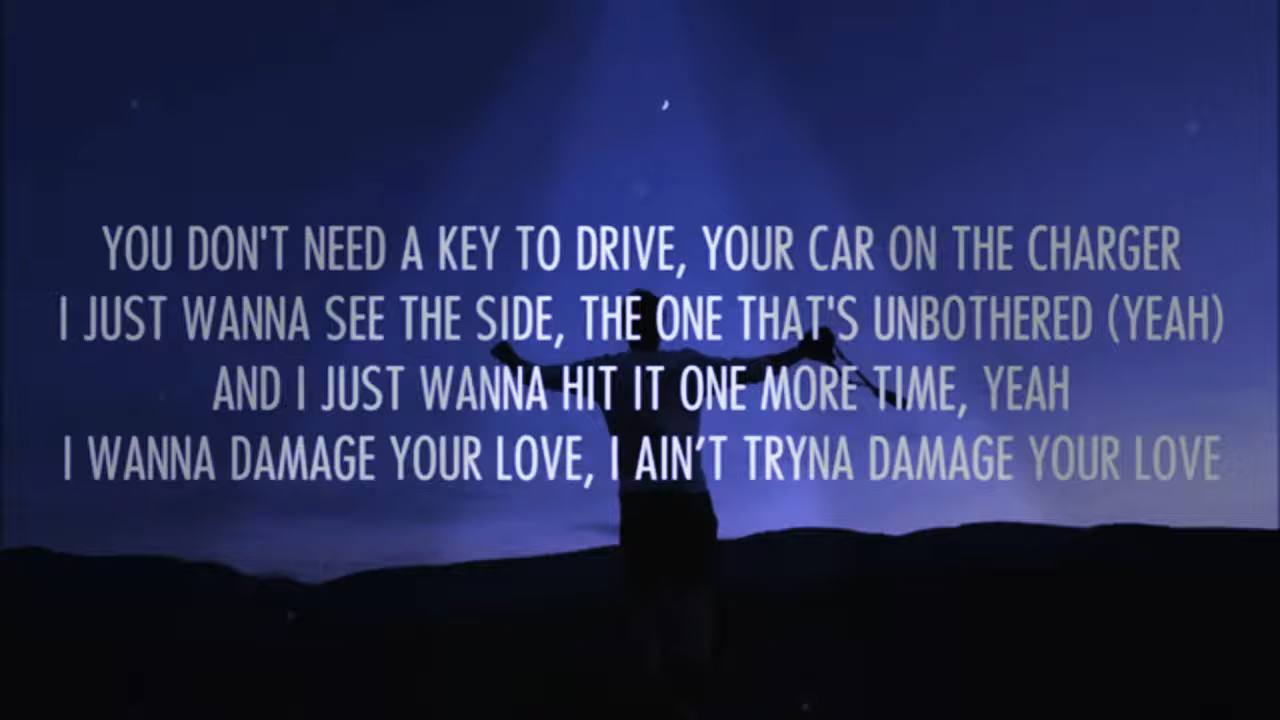 YOU DON'T NEED A KEY TO DRIVE, YOUR CAR ON THE CHARGER
I JUST WANNA SEE THE SIDE, THE ONE THAT'S UNBOTHERED (YEAH)
AND I JUST WANNA HIT IT ONE MORE TIME, YEAH
I WANNA DAMAGE YOUR LOVE, I AIN’T TRYNA DAMAGE YOUR LOVE